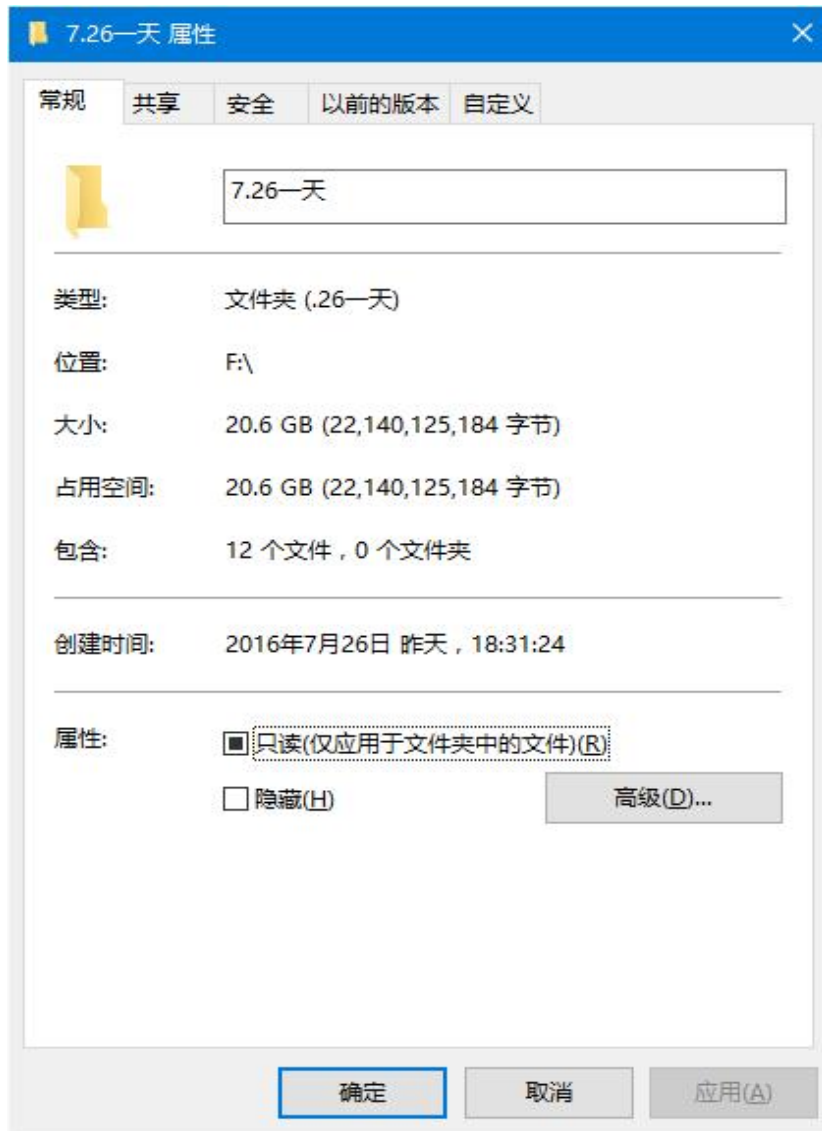 7.26一天 属性
常规 共享 安全 以前的版本 自定义
7.26一天
类型: 文件夹 (.26一天)
位置: F:\
大小: 20.6 GB (22,140,125,184 字节)
占用空间: 20.6 GB (22,140,125,184 字节)
包含: 12 个文件，0 个文件夹
创建时间: 2016年7月26日 昨天，18:31:24
属性: 只读(仅应用于文件夹中的文件)(R)
隐藏(H) 高级(D)...
确定 取消 应用(A)